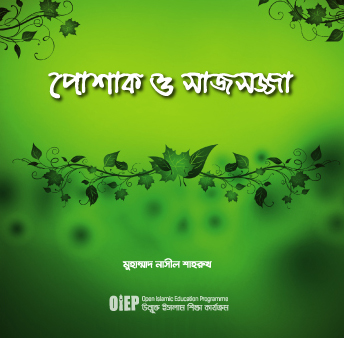 পোশাক ও সাজসজ্জা
মুহাম্মাদ নাসীল শাহরুখ
OiEP Open Islamic Education Programme
উন্মুক্ত ইসলাম শিক্ষা কার্যক্রম